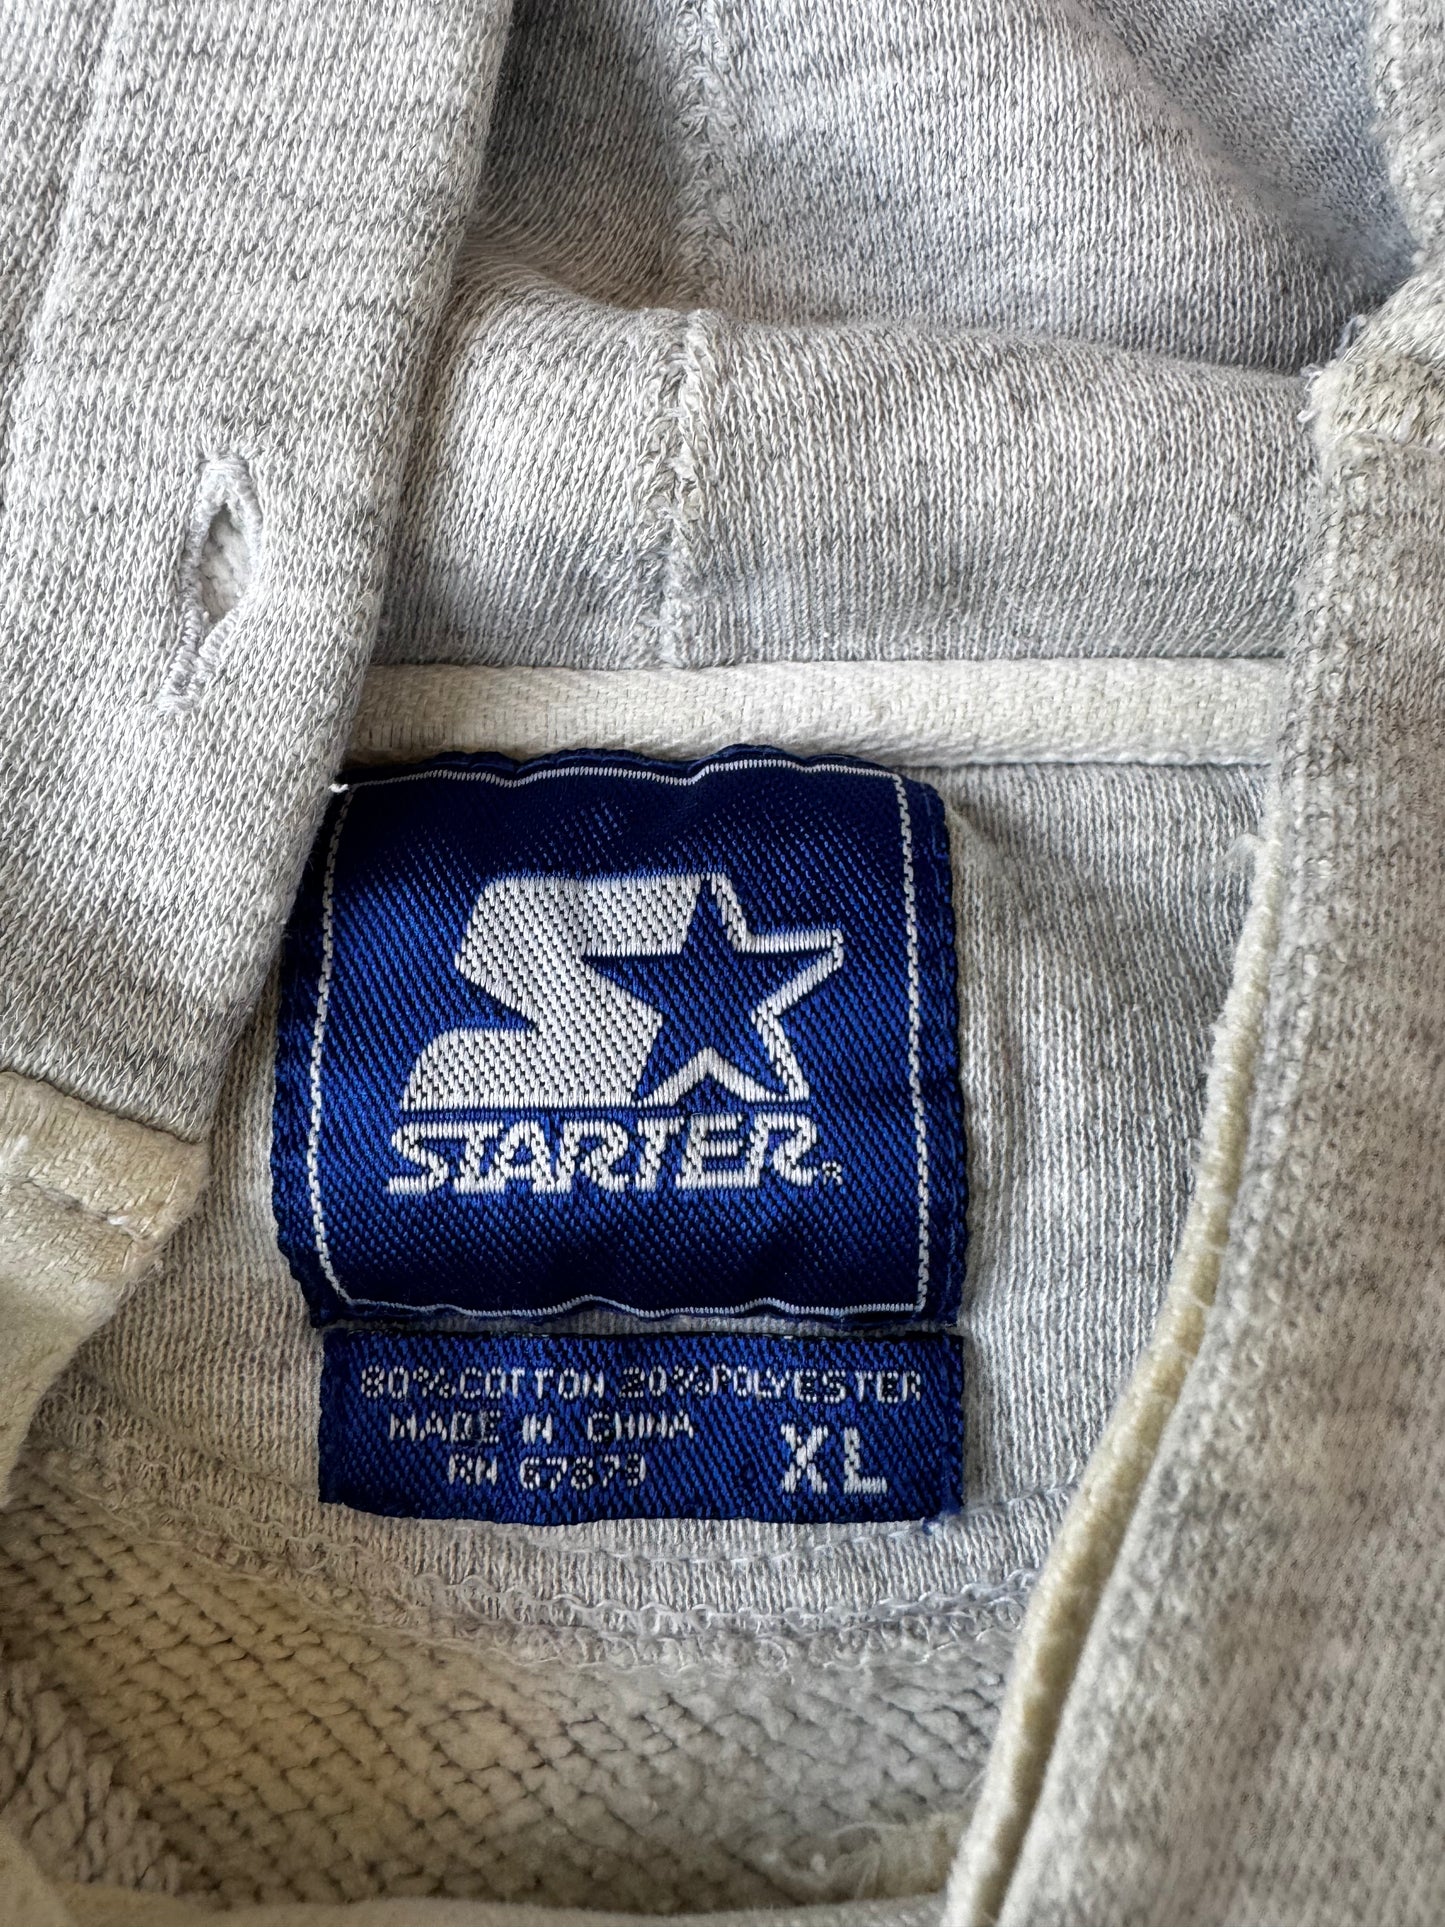 STARTER®
80% COTTON 20% POLYESTER
MADE IN CHINA
RN 67879
XL